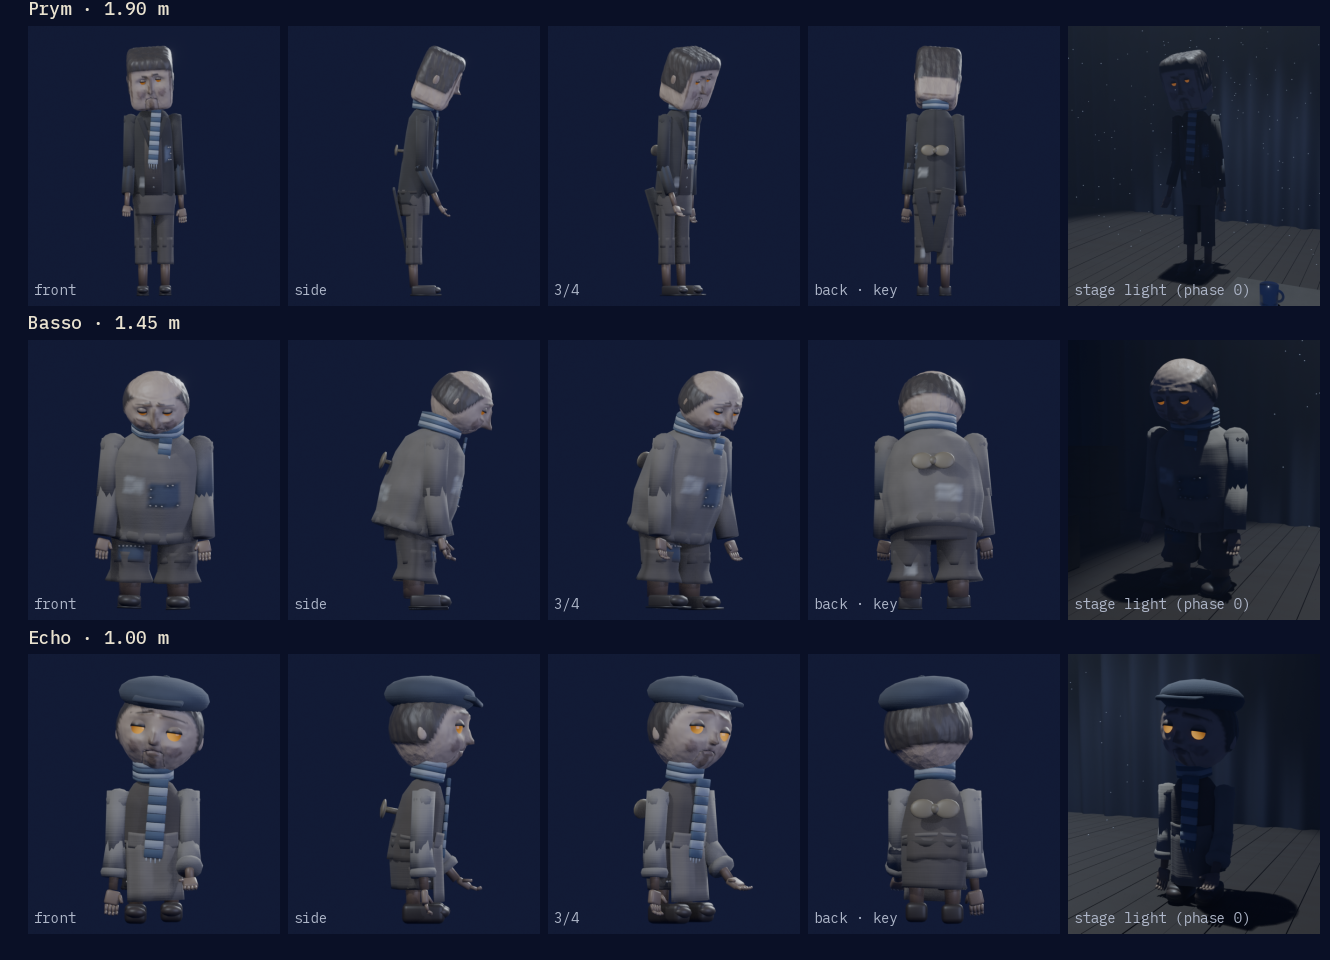 Prym · 1.90 m
front
side
3/4
back · key
stage light (phase 0)
Basso · 1.45 m
front
side
3/4
back · key
stage light (phase 0)
Echo · 1.00 m
front
side
3/4
back · key
stage light (phase 0)